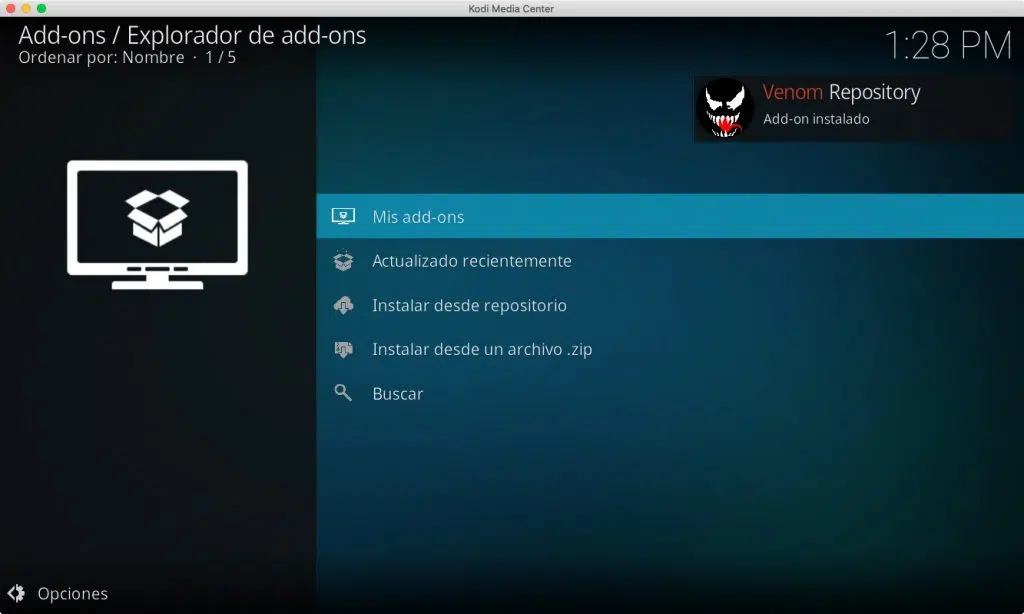 Kodi Media Center
Add-ons / Explorador de add-ons
Ordenar por: Nombre · 1 / 5
1:28 PM
Venom Repository
Add-on instalado
Mis add-ons
Actualizado recientemente
Instalar desde repositorio
Instalar desde un archivo .zip
Buscar
Opciones